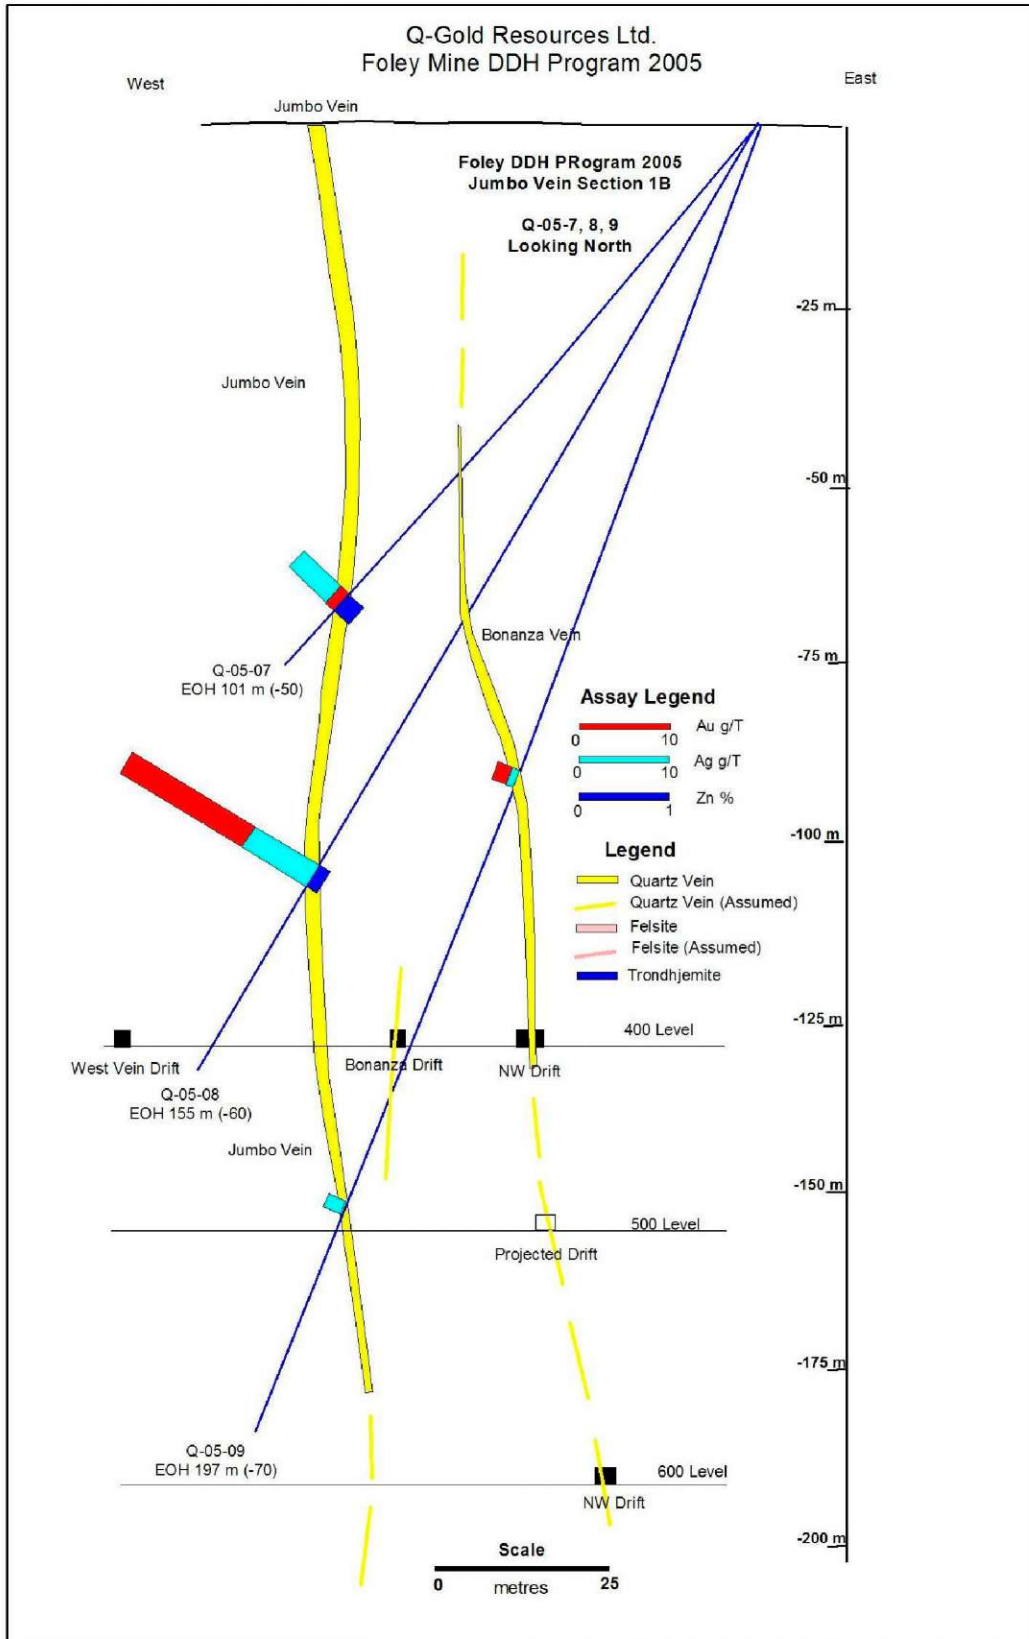 Q-Gold Resources Ltd.
Foley Mine DDH Program 2005
West
East
Jumbo Vein
Foley DDH PRogram 2005
Jumbo Vein Section 1B
Q-05-7, 8, 9
Looking North
-25 m
Jumbo Vein
-50 m
Bonanza Vein
-75 m
Q-05-07
EOH 101 m (-50)
Assay Legend
Au g/T
0 10
Ag g/T
0 10
Zn %
0 1
-100 m
Legend
Quartz Vein
Quartz Vein (Assumed)
Felsite
Felsite (Assumed)
Trondhjemite
-125 m
400 Level
West Vein Drift
Bonanza Drift
NW Drift
Q-05-08
EOH 155 m (-60)
Jumbo Vein
-150 m
500 Level
Projected Drift
-175 m
Q-05-09
EOH 197 m (-70)
600 Level
NW Drift
-200 m
Scale
0 25
metres